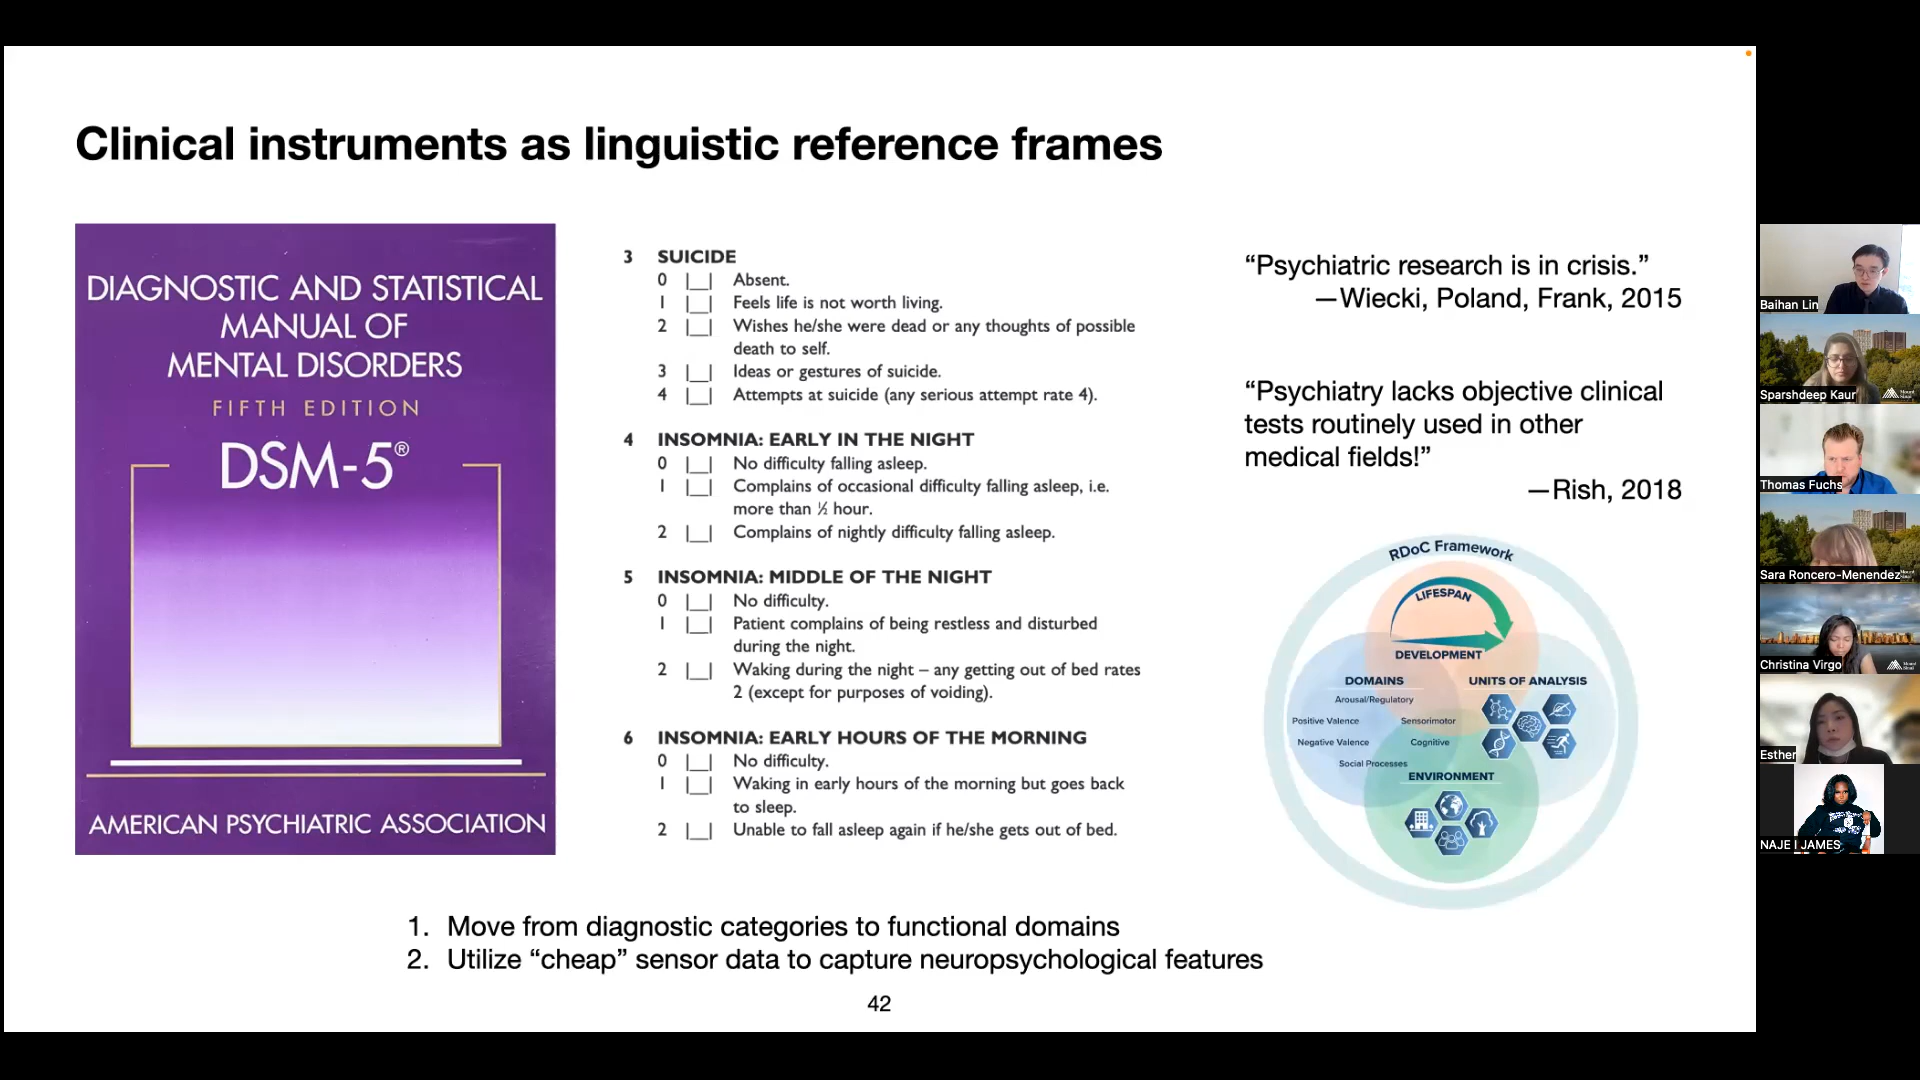 Clinical instruments as linguistic reference frames
DIAGNOSTIC AND STATISTICAL
MANUAL OF
MENTAL DISORDERS
FIFTH EDITION
DSM-5®
AMERICAN PSYCHIATRIC ASSOCIATION
3 SUICIDE
0 |__| Absent.
1 |__| Feels life is not worth living.
2 |__| Wishes he/she were dead or any thoughts of possible
death to self.
3 |__| Ideas or gestures of suicide.
4 |__| Attempts at suicide (any serious attempt rate 4).
4 INSOMNIA: EARLY IN THE NIGHT
0 |__| No difficulty falling asleep.
1 |__| Complains of occasional difficulty falling asleep, i.e.
more than ½ hour.
2 |__| Complains of nightly difficulty falling asleep.
5 INSOMNIA: MIDDLE OF THE NIGHT
0 |__| No difficulty.
1 |__| Patient complains of being restless and disturbed
during the night.
2 |__| Waking during the night – any getting out of bed rates
2 (except for purposes of voiding).
6 INSOMNIA: EARLY HOURS OF THE MORNING
0 |__| No difficulty.
1 |__| Waking in early hours of the morning but goes back
to sleep.
2 |__| Unable to fall asleep again if he/she gets out of bed.
“Psychiatric research is in crisis.”
—Wiecki, Poland, Frank, 2015
“Psychiatry lacks objective clinical
tests routinely used in other
medical fields!”
—Rish, 2018
RDoC Framework
LIFESPAN
DEVELOPMENT
DOMAINS
Arousal/Regulatory
Positive Valence
Sensorimotor
Negative Valence
Cognitive
Social Processes
UNITS OF ANALYSIS
ENVIRONMENT
1. Move from diagnostic categories to functional domains
2. Utilize “cheap” sensor data to capture neuropsychological features
42
Baihan Lin
Sparshdeep Kaur
Mount
Sinai
Thomas Fuchs
Sara Roncero-Menendez
Christina Virgo
Mount
Sinai
Esther
NAJE I JAMES